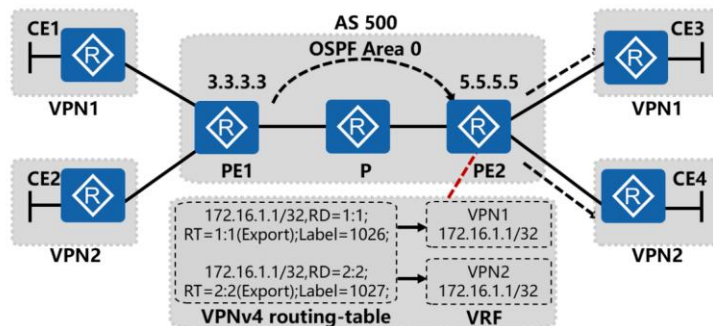 AS 500
OSPF Area 0
CE1
R
VPN1
CE3
R
VPN1
3.3.3.3
5.5.5.5
R
R
R
PE1
P
PE2
CE2
R
VPN2
CE4
R
VPN2
172.16.1.1/32,RD=1:1;
RT=1:1(Export);Label=1026;
VPN1
172.16.1.1/32
172.16.1.1/32,RD=2:2;
RT=2:2(Export);Label=1027;
VPN2
172.16.1.1/32
VPNv4 routing-table
VRF